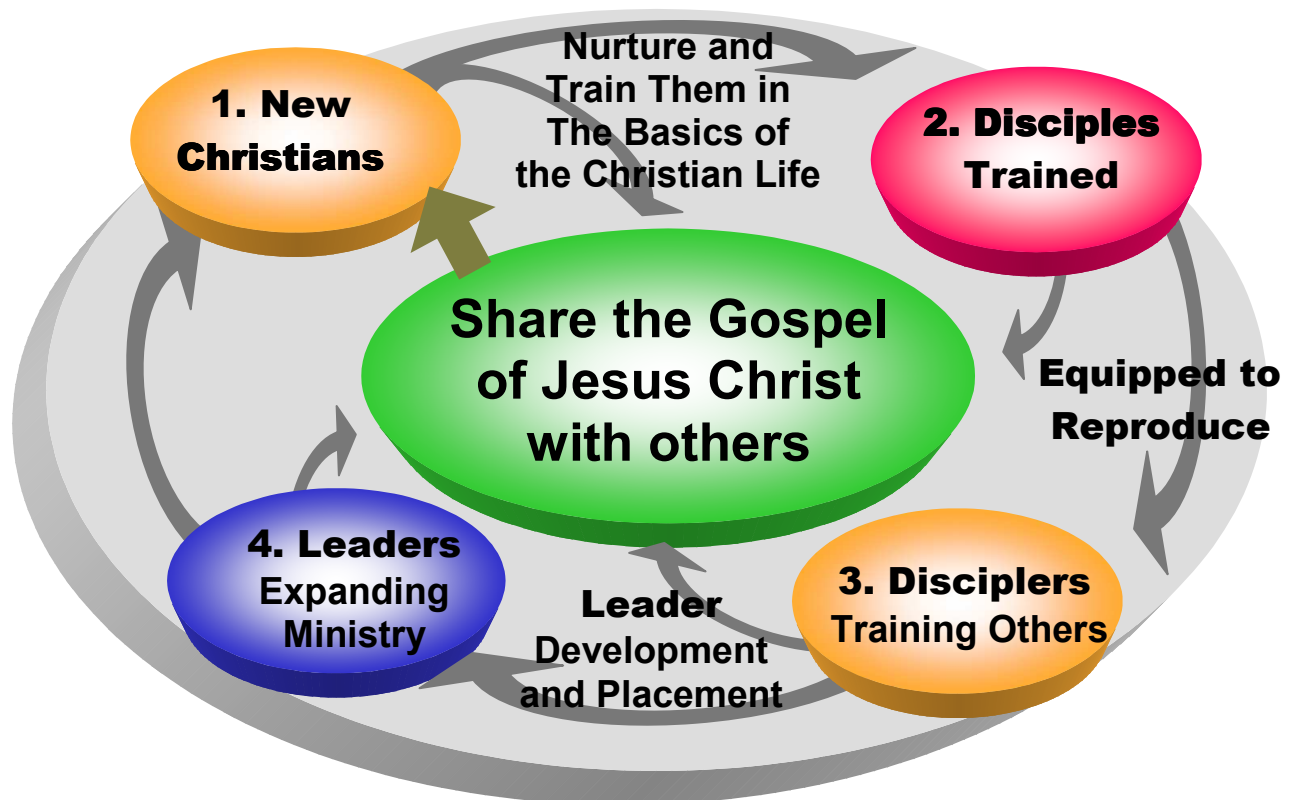 1. New
Christians
Nurture and
Train Them in
The Basics of
the Christian Life
2. Disciples
Trained
Share the Gospel
of Jesus Christ
with others
Equipped to
Reproduce
3. Disciplers
Training Others
Leader
Development
and Placement
4. Leaders
Expanding
Ministry